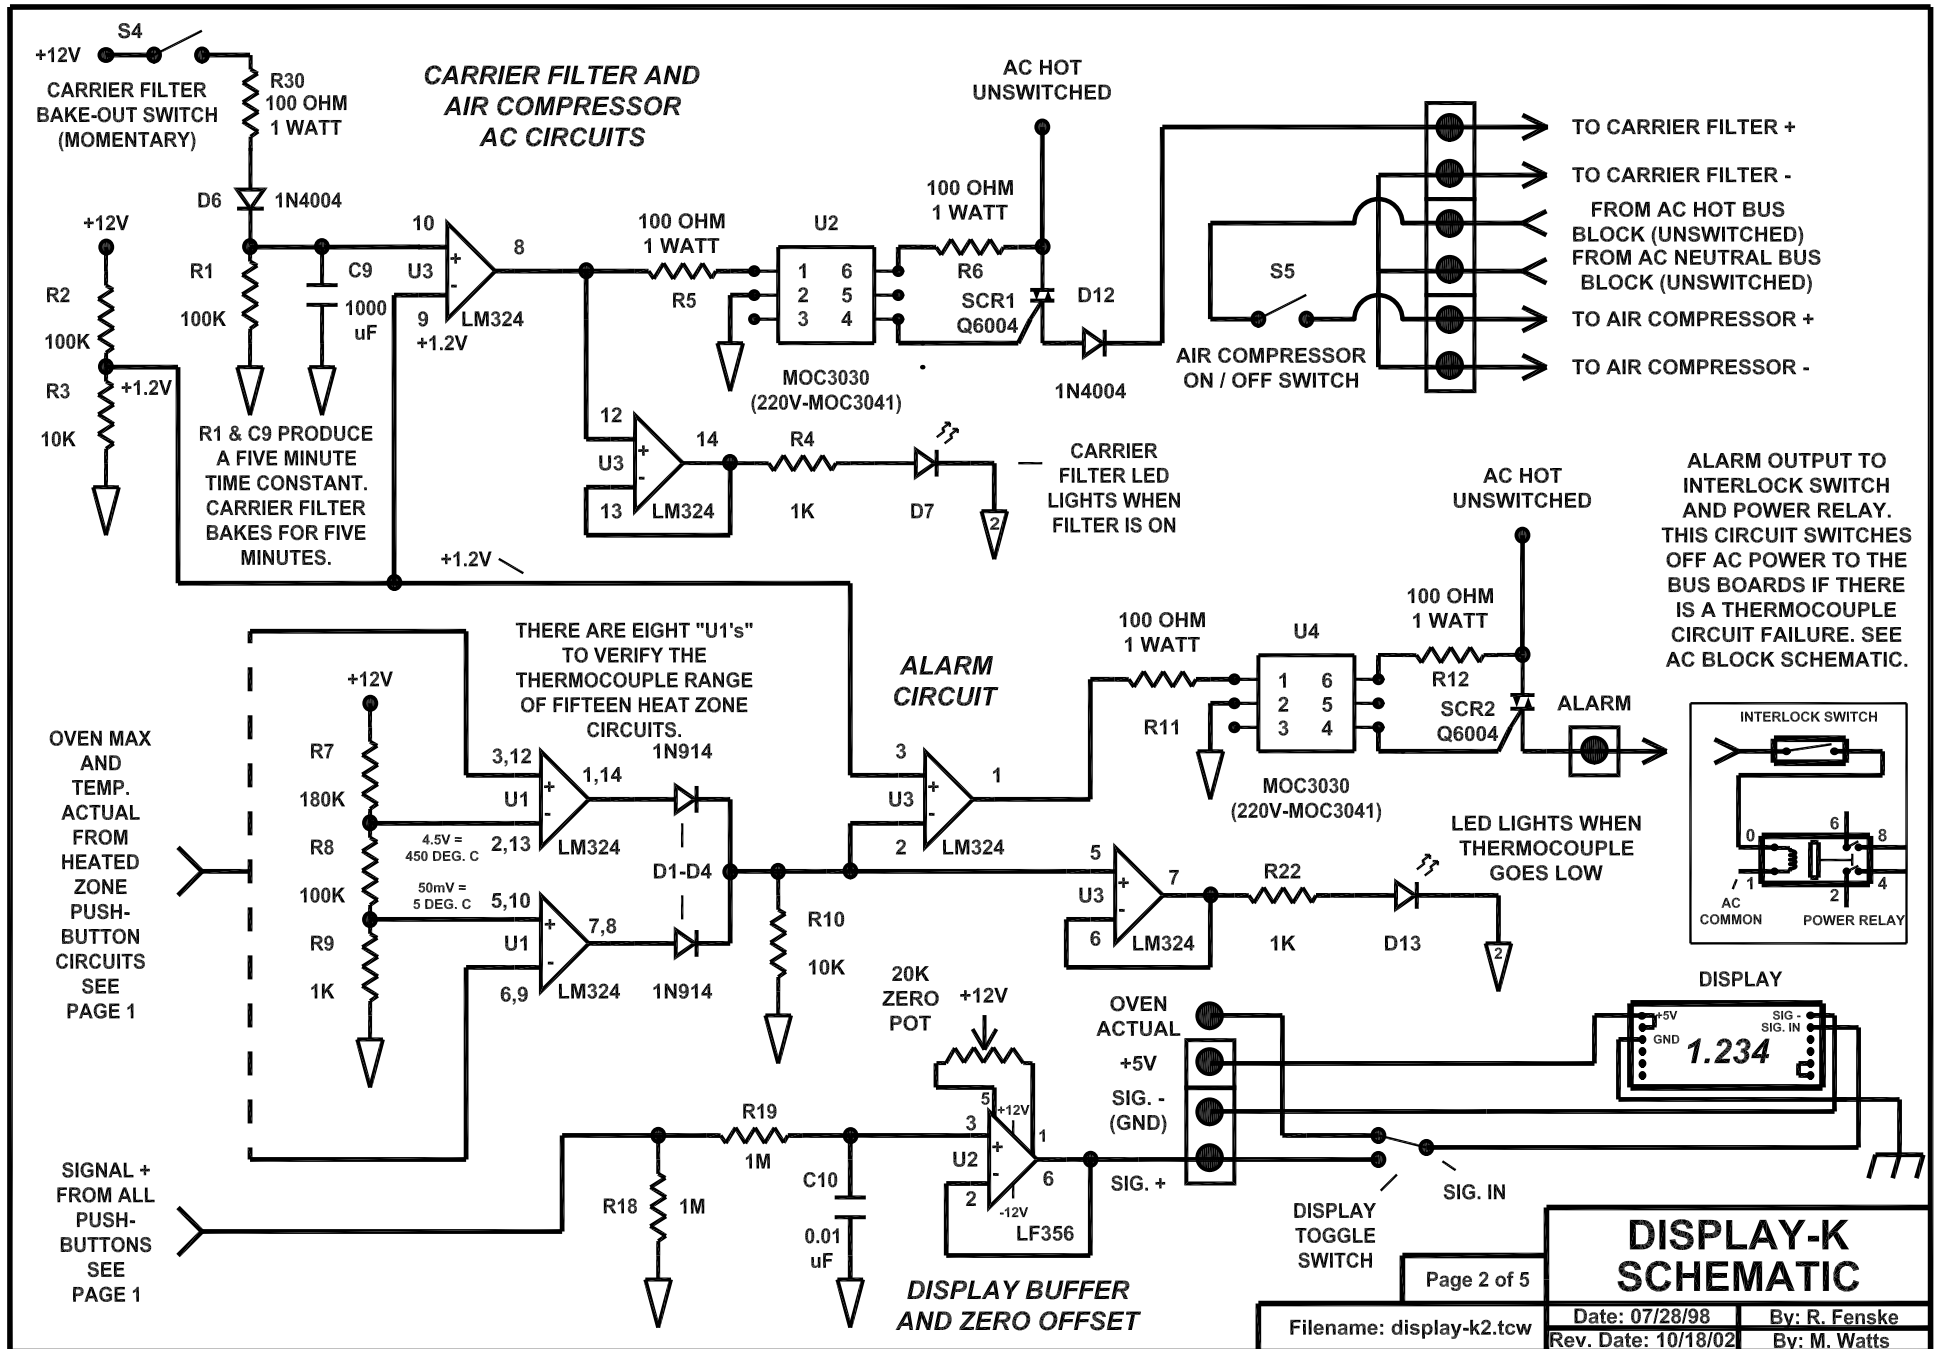 S4
+12V
CARRIER FILTER
BAKE-OUT SWITCH
(MOMENTARY)
R30
100 OHM
1 WATT
CARRIER FILTER AND
AIR COMPRESSOR
AC CIRCUITS
D6
1N4004
+12V
R2
100K
R3
+1.2V
10K
R1
100K
C9
1000
uF
R1 & C9 PRODUCE
A FIVE MINUTE
TIME CONSTANT.
CARRIER FILTER
BAKES FOR FIVE
MINUTES.
10
+
U3
-
9
+1.2V
LM324
8
100 OHM
1 WATT
R5
U2
1 6
2 5
3 4
MOC3030
(220V-MOC3041)
100 OHM
1 WATT
R6
AC HOT
UNSWITCHED
SCR1
Q6004
D12
1N4004
TO CARRIER FILTER +
TO CARRIER FILTER -
FROM AC HOT BUS
BLOCK (UNSWITCHED)
FROM AC NEUTRAL BUS
BLOCK (UNSWITCHED)
TO AIR COMPRESSOR +
TO AIR COMPRESSOR -
S5
AIR COMPRESSOR
ON / OFF SWITCH
12
+
U3
-
13
LM324
14
R4
1K
D7
2
CARRIER
FILTER LED
LIGHTS WHEN
FILTER IS ON
+1.2V
AC HOT
UNSWITCHED
ALARM OUTPUT TO
INTERLOCK SWITCH
AND POWER RELAY.
THIS CIRCUIT SWITCHES
OFF AC POWER TO THE
BUS BOARDS IF THERE
IS A THERMOCOUPLE
CIRCUIT FAILURE. SEE
AC BLOCK SCHEMATIC.
THERE ARE EIGHT "U1's"
TO VERIFY THE
THERMOCOUPLE RANGE
OF FIFTEEN HEAT ZONE
CIRCUITS.
ALARM
CIRCUIT
100 OHM
1 WATT
R11
U4
1 6
2 5
3 4
MOC3030
(220V-MOC3041)
100 OHM
1 WATT
R12
SCR2
Q6004
ALARM
INTERLOCK SWITCH
0
1
6
8
2
4
AC
COMMON
POWER RELAY
OVEN MAX
AND
TEMP.
ACTUAL
FROM
HEATED
ZONE
PUSH-
BUTTON
CIRCUITS
SEE
PAGE 1
+12V
R7
180K
R8
100K
R9
1K
4.5V =
450 DEG. C
50mV =
5 DEG. C
3,12
+
U1
-
2,13
LM324
1,14
1N914
D1-D4
5,10
+
U1
-
6,9
LM324
7,8
1N914
R10
10K
3
+
U3
-
2
LM324
1
5
+
U3
-
6
LM324
7
R22
1K
D13
2
LED LIGHTS WHEN
THERMOCOUPLE
GOES LOW
SIGNAL +
FROM ALL
PUSH-
BUTTONS
SEE
PAGE 1
R18
1M
R19
1M
C10
0.01
uF
20K
ZERO
POT
+12V
5
+12V
1
3
+
U2
-
2
-12V
6
LF356
DISPLAY BUFFER
AND ZERO OFFSET
OVEN
ACTUAL
+5V
SIG. -
(GND)
SIG. +
DISPLAY
TOGGLE
SWITCH
SIG. IN
DISPLAY
+5V
GND
SIG -
SIG. IN
1.234
DISPLAY-K
SCHEMATIC
Page 2 of 5
Filename: display-k2.tcw
Date: 07/28/98
By: R. Fenske
Rev. Date: 10/18/02
By: M. Watts